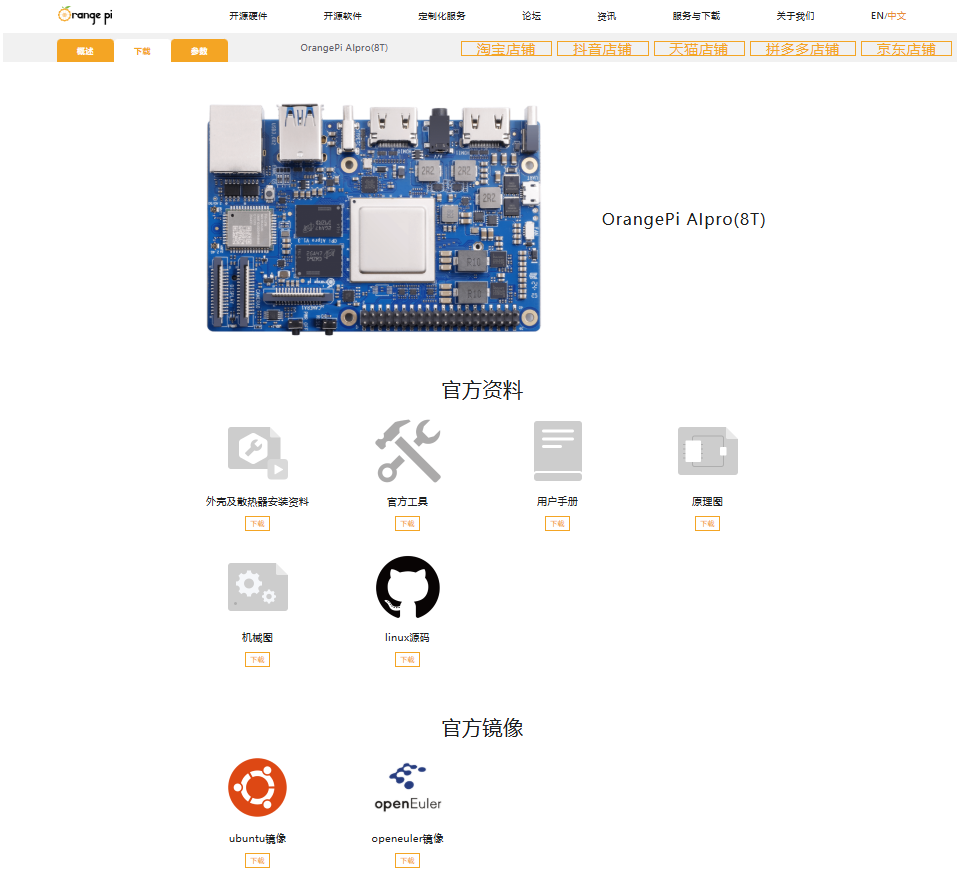 Orange pi
开源硬件 开源软件 定制化服务 论坛 资讯 服务与下载 关于我们 EN/中文
概述 下载 参数 OrangePi AIpro(8T) 淘宝店铺 抖音店铺 天猫店铺 拼多多店铺 京东店铺
2R2 2R2
2R2
R10
R10
OrangePi AIpro(8T)
官方资料
外壳及散热器安装资料 官方工具 用户手册 原理图
下载 下载 下载 下载
机械图 linux源码
下载 下载
官方镜像
openEuler
ubuntu镜像 openeuler镜像
下载 下载